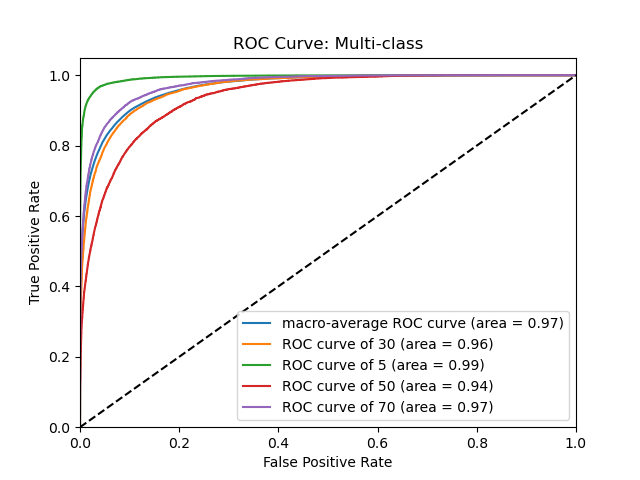 ROC Curve: Multi-class
True Positive Rate
1.0
0.8
0.6
0.4
0.2
0.0
macro-average ROC curve (area = 0.97)
ROC curve of 30 (area = 0.96)
ROC curve of 5 (area = 0.99)
ROC curve of 50 (area = 0.94)
ROC curve of 70 (area = 0.97)
0.0 0.2 0.4 0.6 0.8 1.0
False Positive Rate